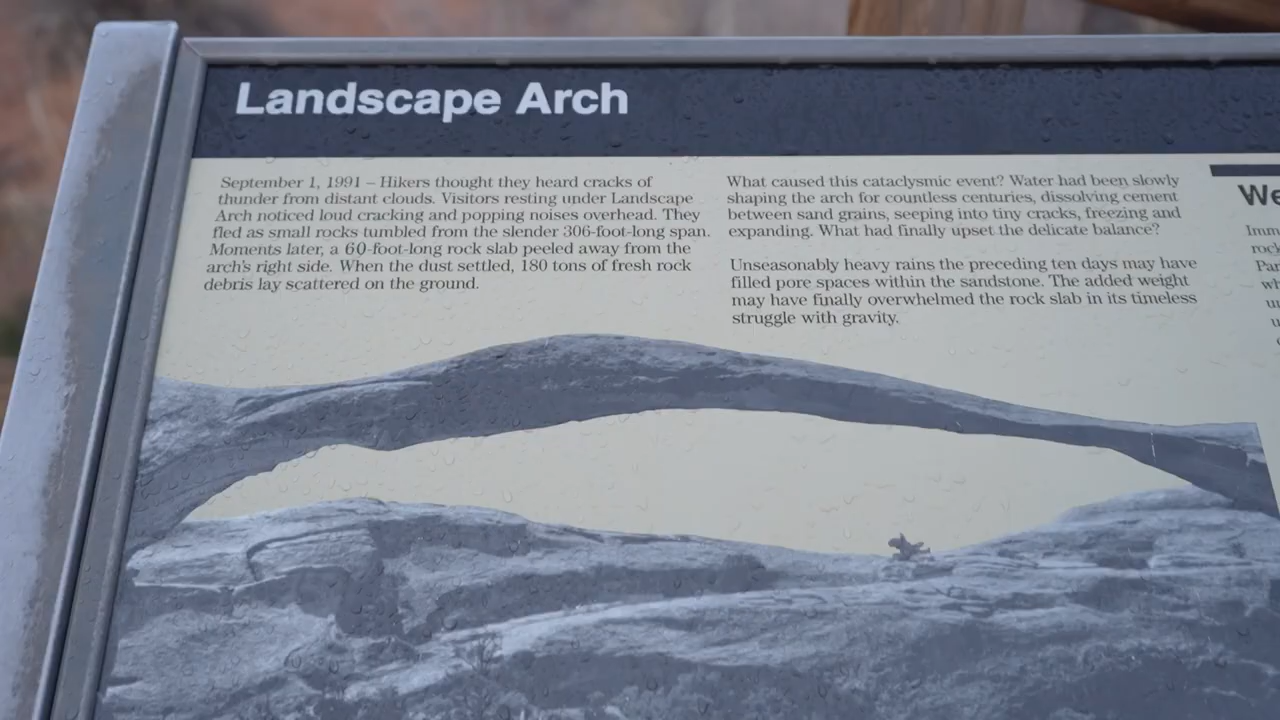 Landscape Arch
September 1, 1991 – Hikers thought they heard cracks of
thunder from distant clouds. Visitors resting under Landscape
Arch noticed loud cracking and popping noises overhead. They
fled as small rocks tumbled from the slender 306-foot-long span.
Moments later, a 60-foot-long rock slab peeled away from the
arch's right side. When the dust settled, 180 tons of fresh rock
debris lay scattered on the ground.
What caused this cataclysmic event? Water had been slowly
shaping the arch for countless centuries, dissolving cement
between sand grains, seeping into tiny cracks, freezing and
expanding. What had finally upset the delicate balance?
Unseasonably heavy rains the preceding ten days may have
filled pore spaces within the sandstone. The added weight
may have finally overwhelmed the rock slab in its timeless
struggle with gravity.
We